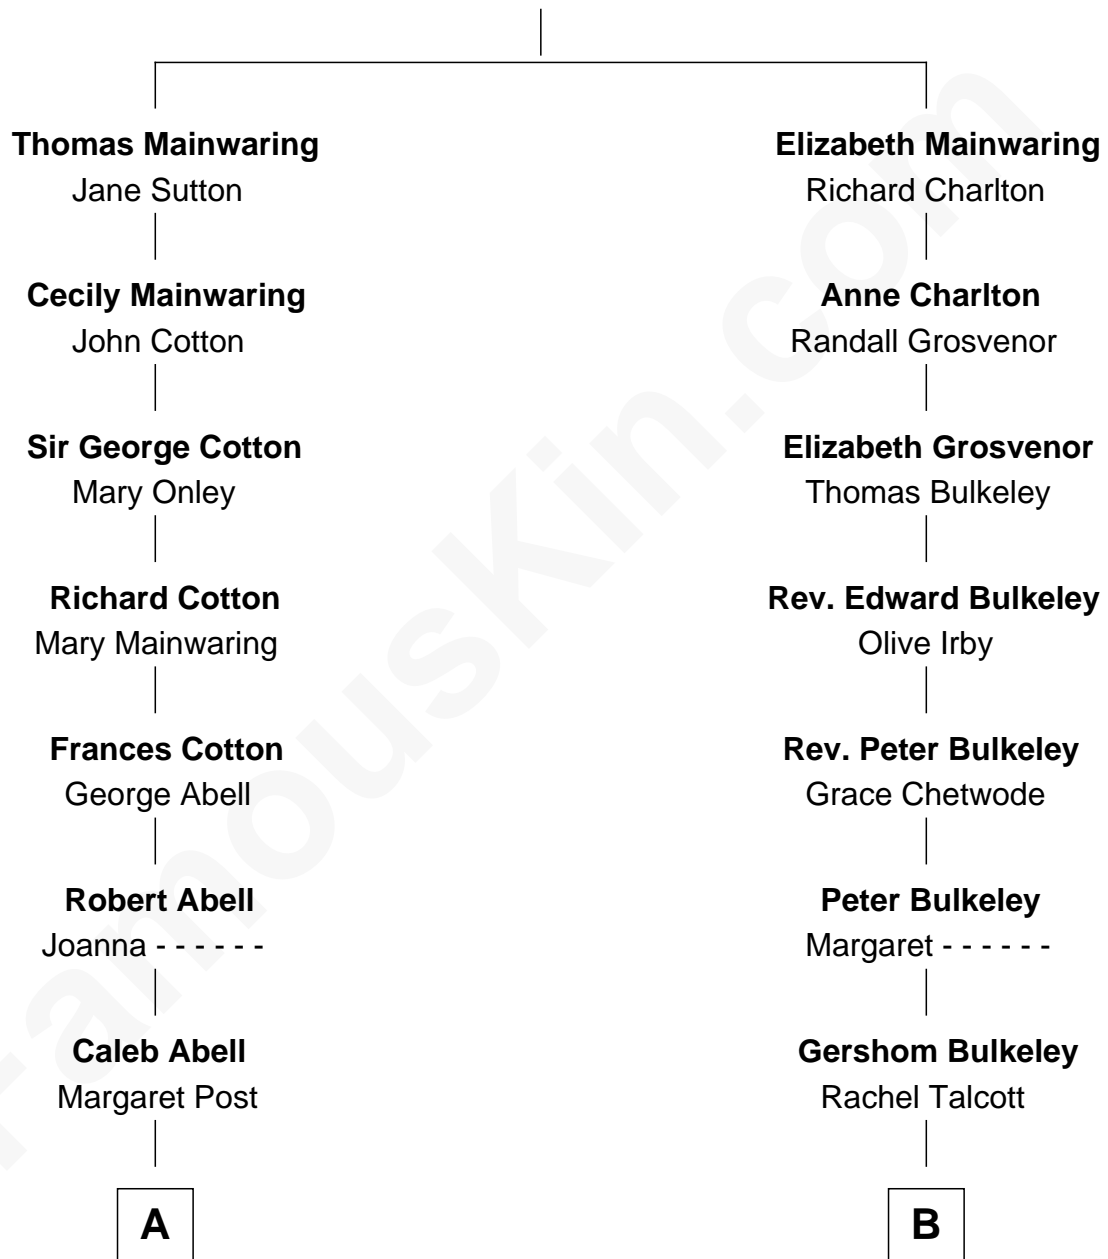 Thomas Mainwaring
Jane Sutton
Elizabeth Mainwaring
Richard Charlton
Cecily Mainwaring
John Cotton
Anne Charlton
Randall Grosvenor
Sir George Cotton
Mary Onley
Elizabeth Grosvenor
Thomas Bulkeley
Richard Cotton
Mary Mainwaring
Rev. Edward Bulkeley
Olive Irby
Frances Cotton
George Abell
Rev. Peter Bulkeley
Grace Chetwode
Robert Abell
Joanna - - - - - -
Peter Bulkeley
Margaret - - - - - -
Caleb Abell
Margaret Post
Gershom Bulkeley
Rachel Talcott
A
B
FamousKin.com